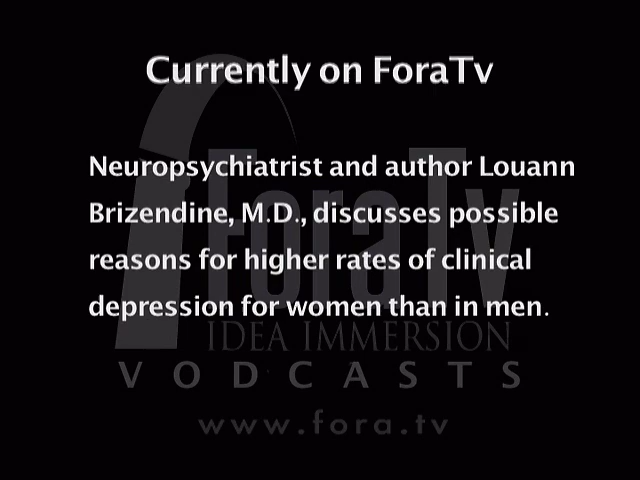 Currently on ForaTv
Neuropsychiatrist and author Louann
Brizendine, M.D., discusses possible
reasons for higher rates of clinical
depression for women than in men.
ForaTv
IDEA IMMERSION
VODCASTS
www.fora.tv